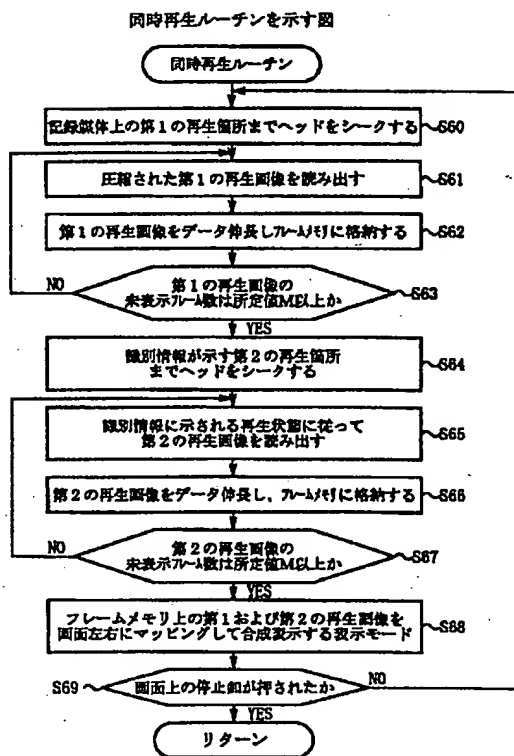 同時再生ルーチンを示す図
同時再生ルーチン
記録媒体上の第1の再生箇所までヘッドをシークする
S60
圧縮された第1の再生画像を読み出す
S61
第1の再生画像をデータ伸長しフレームメモリに格納する
S62
NO
第1の再生画像の
未表示フレーム数は所定値M以上か
S63
YES
識別情報が示す第2の再生箇所
までヘッドをシークする
S64
識別情報に示される再生状態に従って
第2の再生画像を読み出す
S65
第2の再生画像をデータ伸長し、フレームメモリに格納する
S66
NO
第2の再生画像の
未表示フレーム数は所定値M以上か
S67
YES
フレームメモリ上の第1および第2の再生画像を
画面左右にマッピングして合成表示する表示モード
S68
S69
画面上の停止釦が押されたか
NO
YES
リターン